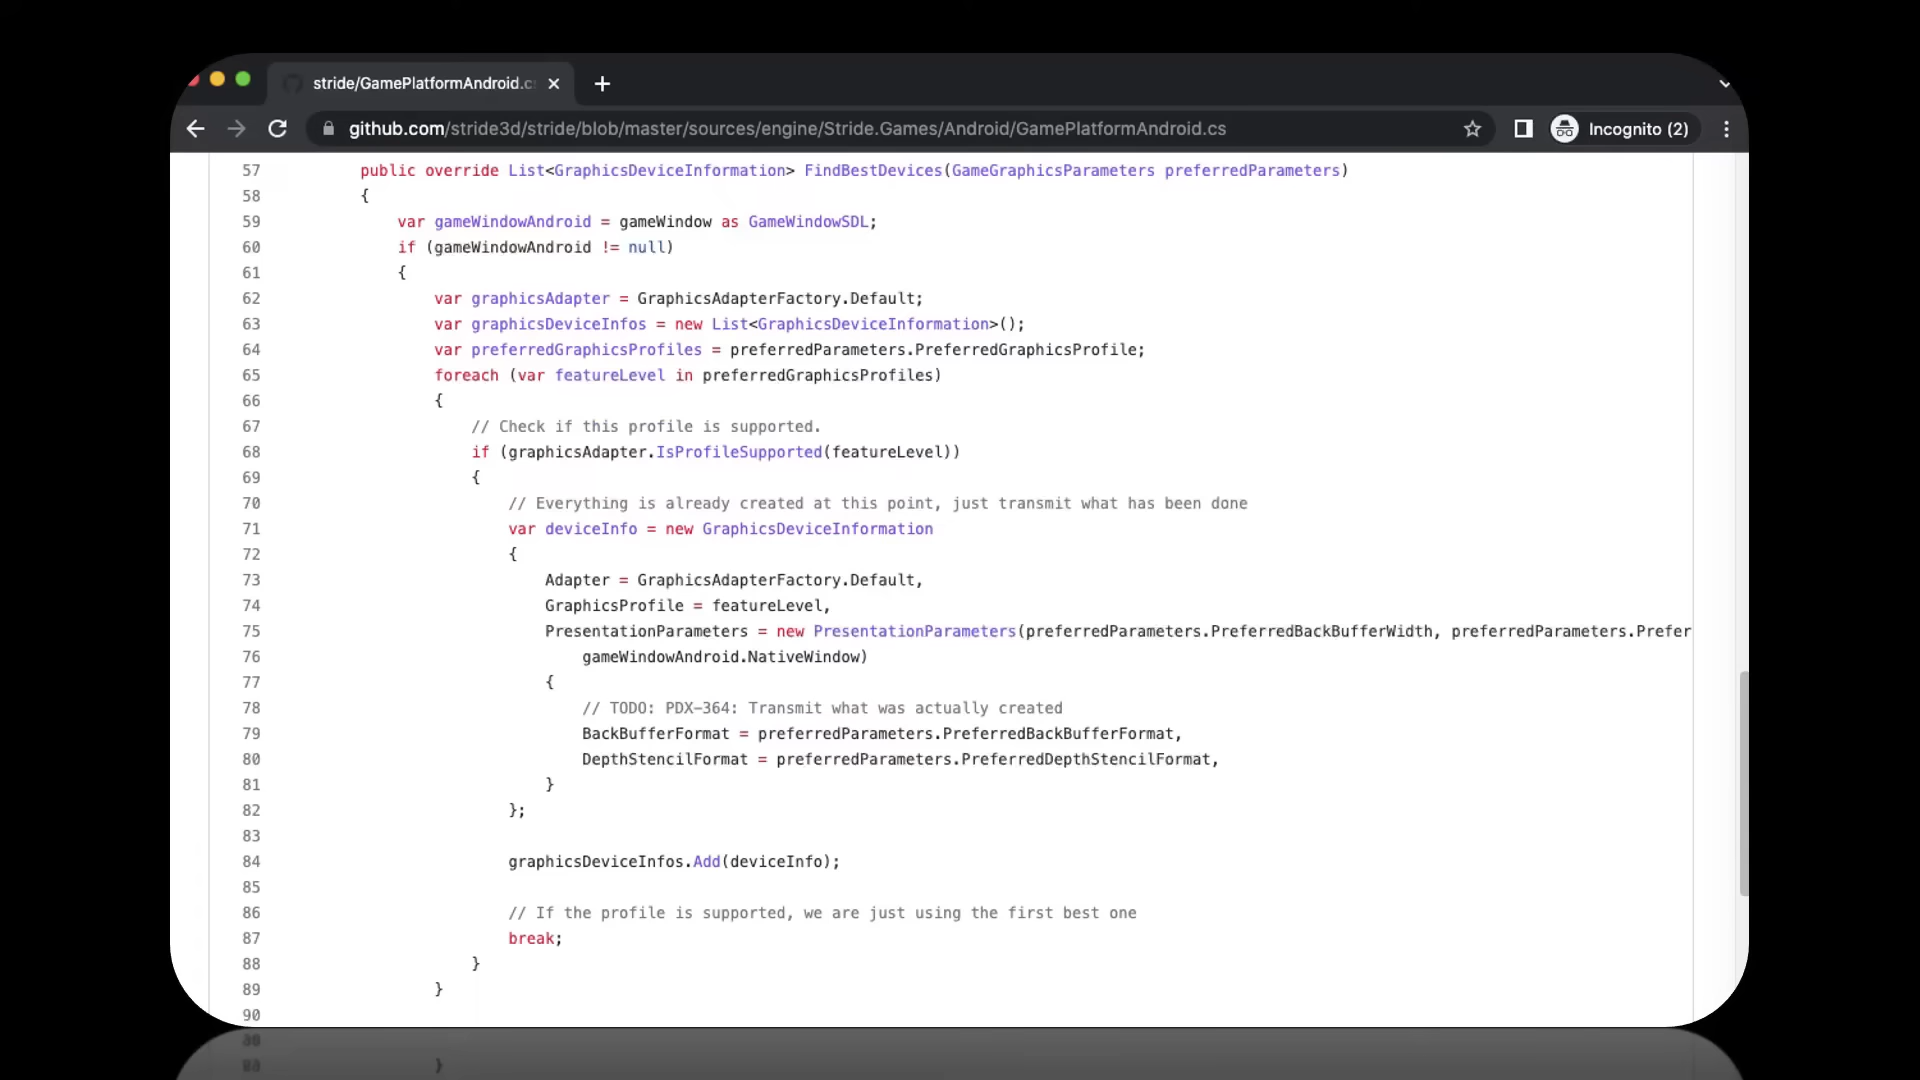 stride/GamePlatformAndroid.c
github.com/stride3d/stride/blob/master/sources/engine/Stride.Games/Android/GamePlatformAndroid.cs
Incognito (2)
57 public override List<GraphicsDeviceInformation> FindBestDevices(GameGraphicsParameters preferredParameters)
58 {
59 var gameWindowAndroid = gameWindow as GameWindowSDL;
60 if (gameWindowAndroid != null)
61 {
62 var graphicsAdapter = GraphicsAdapterFactory.Default;
63 var graphicsDeviceInfos = new List<GraphicsDeviceInformation>();
64 var preferredGraphicsProfiles = preferredParameters.PreferredGraphicsProfile;
65 foreach (var featureLevel in preferredGraphicsProfiles)
66 {
67 // Check if this profile is supported.
68 if (graphicsAdapter.IsProfileSupported(featureLevel))
69 {
70 // Everything is already created at this point, just transmit what has been done
71 var deviceInfo = new GraphicsDeviceInformation
72 {
73 Adapter = GraphicsAdapterFactory.Default,
74 GraphicsProfile = featureLevel,
75 PresentationParameters = new PresentationParameters(preferredParameters.PreferredBackBufferWidth, preferredParameters.Prefer
76 gameWindowAndroid.NativeWindow)
77 {
78 // TODO: PDX-364: Transmit what was actually created
79 BackBufferFormat = preferredParameters.PreferredBackBufferFormat,
80 DepthStencilFormat = preferredParameters.PreferredDepthStencilFormat,
81 }
82 };
83
84 graphicsDeviceInfos.Add(deviceInfo);
85
86 // If the profile is supported, we are just using the first best one
87 break;
88 }
89 }
90